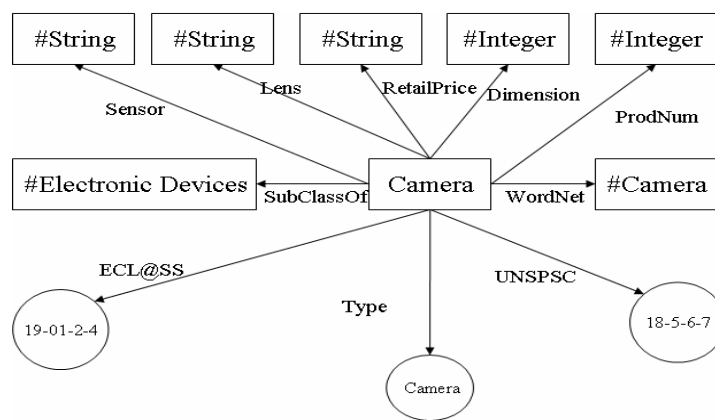 #String
#String
#String
#Integer
#Integer
Sensor
Lens
RetailPrice
Dimension
ProdNum
#Electronic Devices
SubClassOf
Camera
WordNet
#Camera
ECL@SS
UNSPSC
Type
19-01-2-4
18-5-6-7
Camera